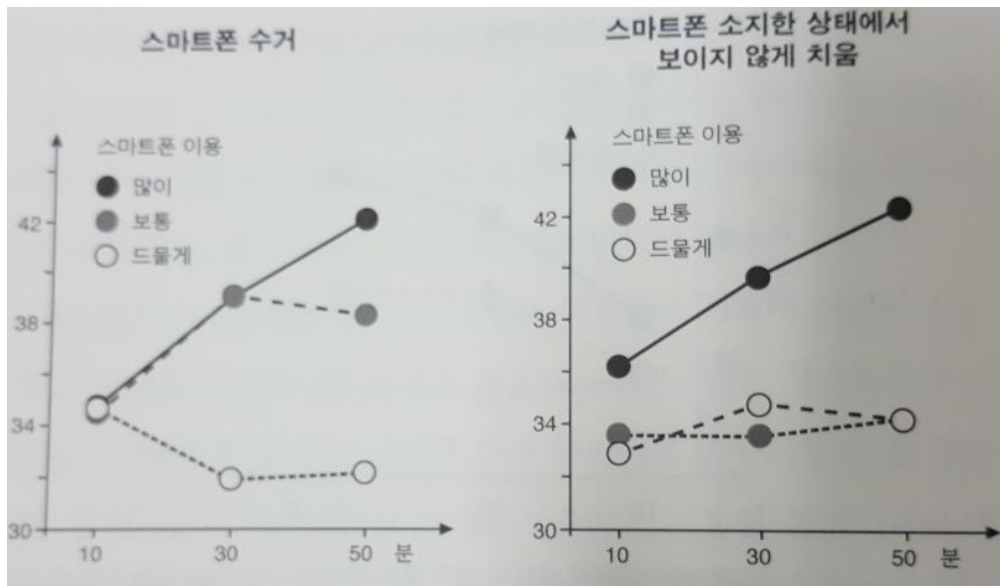 스마트폰 수거
스마트폰 이용
많이
보통
드물게
42
38
34
30
10 30 50 분
스마트폰 소지한 상태에서
보이지 않게 치움
스마트폰 이용
많이
보통
드물게
42
38
34
30
10 30 50 분